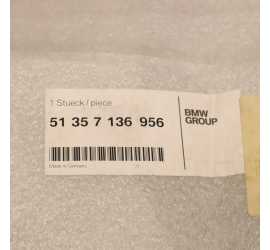 1 Stueck / piece
51 35 7 136 956
BMW
GROUP
Made in Germany